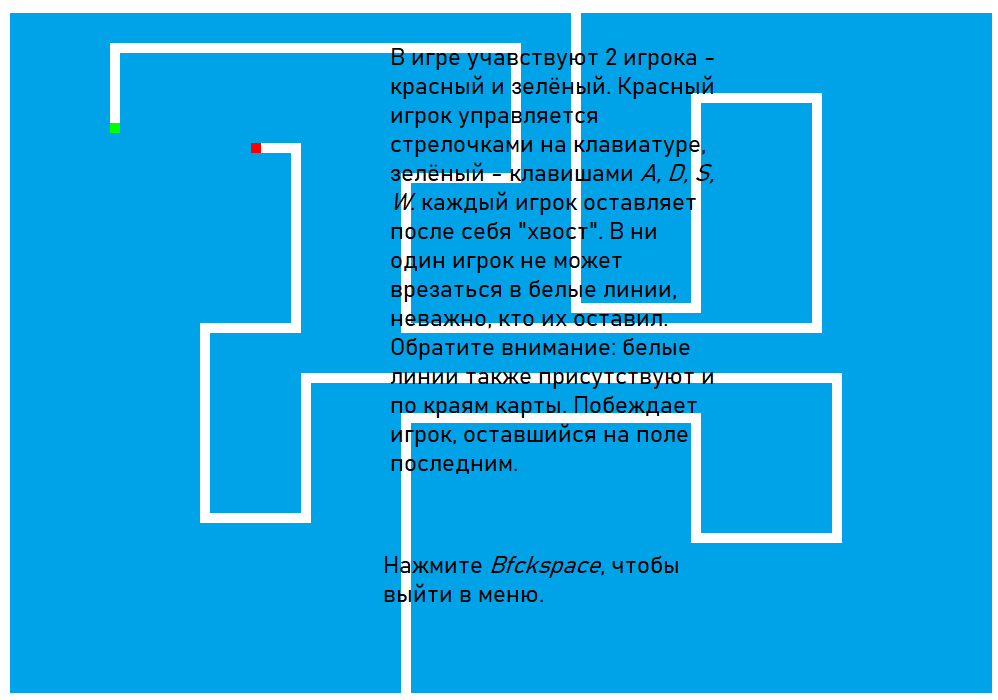 В игре учавствуют 2 игрока -
красный и зелёный. Красный
игрок управляется
стрелочками на клавиатуре,
зелёный - клавишами A, D, S,
W. каждый игрок оставляет
после себя "хвост". В ни
один игрок не может
врезаться в белые линии,
неважно, кто их оставил.
Обратите внимание: белые
линии также присутствуют и
по краям карты. Побеждает
игрок, оставшийся на поле
последним.
Нажмите Bfckspace, чтобы
выйти в меню.